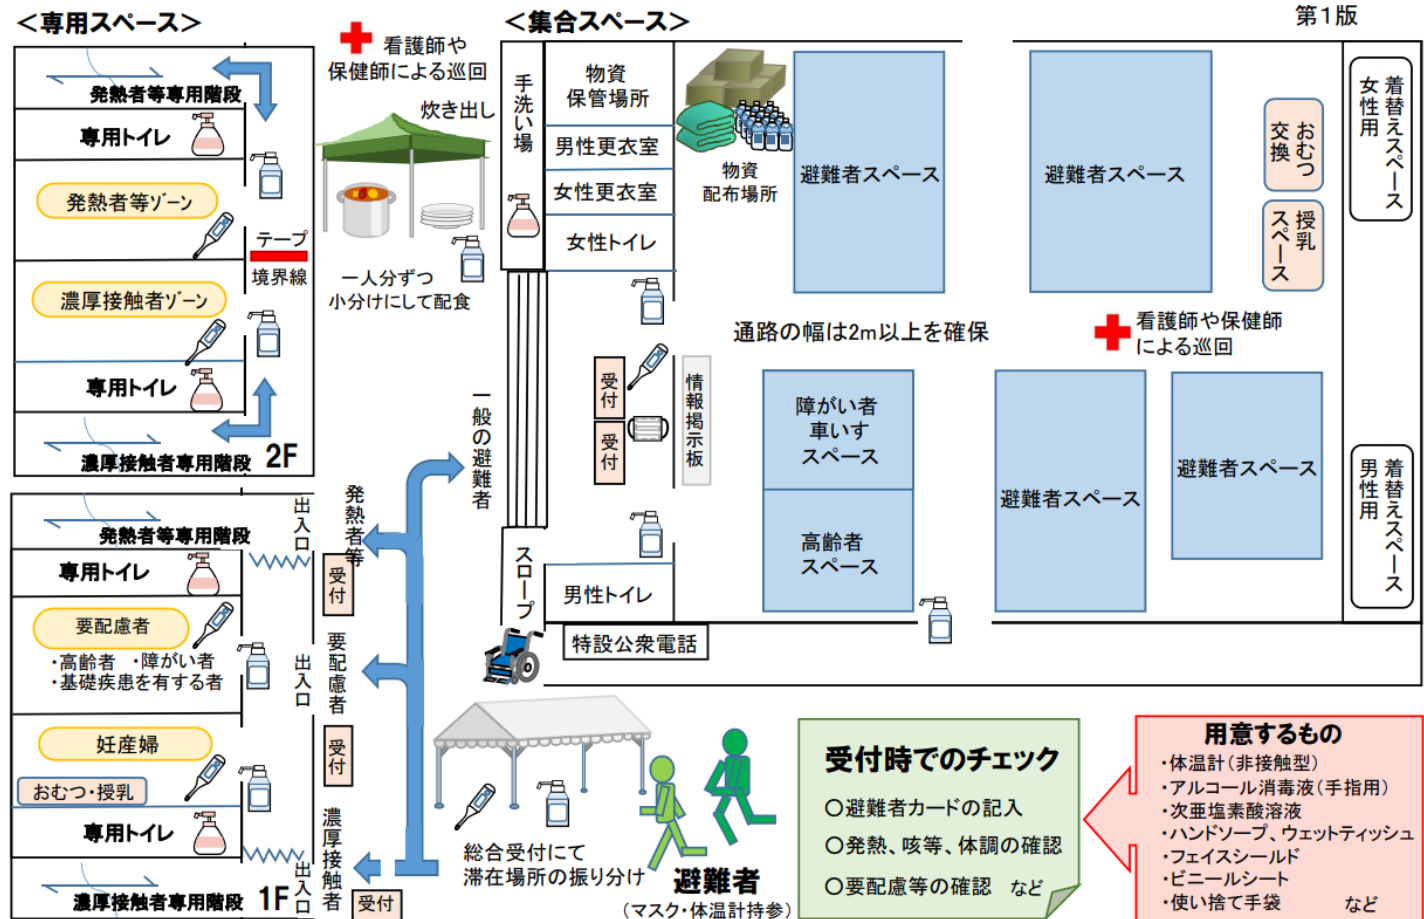 ＜専用スペース＞
発熱者等専用階段
専用トイレ
発熱者等ゾーン
テープ
境界線
濃厚接触者ゾーン
専用トイレ
濃厚接触者専用階段
2F
看護師や
保健師による巡回
炊き出し
一人分ずつ
小分けにして配食
発熱者等専用階段
出入口
専用トイレ
要配慮者
・高齢者 ・障がい者
・基礎疾患を有する者
出入口
妊産婦
おむつ・授乳
専用トイレ
濃厚接触者専用階段
1F
出入口
発熱者等
受付
要配慮者
受付
濃厚接触者
受付
一般の避難者
＜集合スペース＞
第1版
手洗い場
物資
保管場所
男性更衣室
女性更衣室
女性トイレ
物資
配布場所
避難者スペース
避難者スペース
おむつ
交換
授乳
スペース
着替えスペース
女性用
通路の幅は2m以上を確保
看護師や保健師
による巡回
受付
受付
情報掲示板
障がい者
車いす
スペース
高齢者
スペース
避難者スペース
避難者スペース
着替えスペース
男性用
スロープ
男性トイレ
特設公衆電話
総合受付にて
滞在場所の振り分け
避難者
(マスク・体温計持参)
受付時でのチェック
○避難者カードの記入
○発熱、咳等、体調の確認
○要配慮等の確認 など
用意するもの
・体温計(非接触型)
・アルコール消毒液(手指用)
・次亜塩素酸溶液
・ハンドソープ、ウェットティッシュ
・フェイスシールド
・ビニールシート
・使い捨て手袋 など